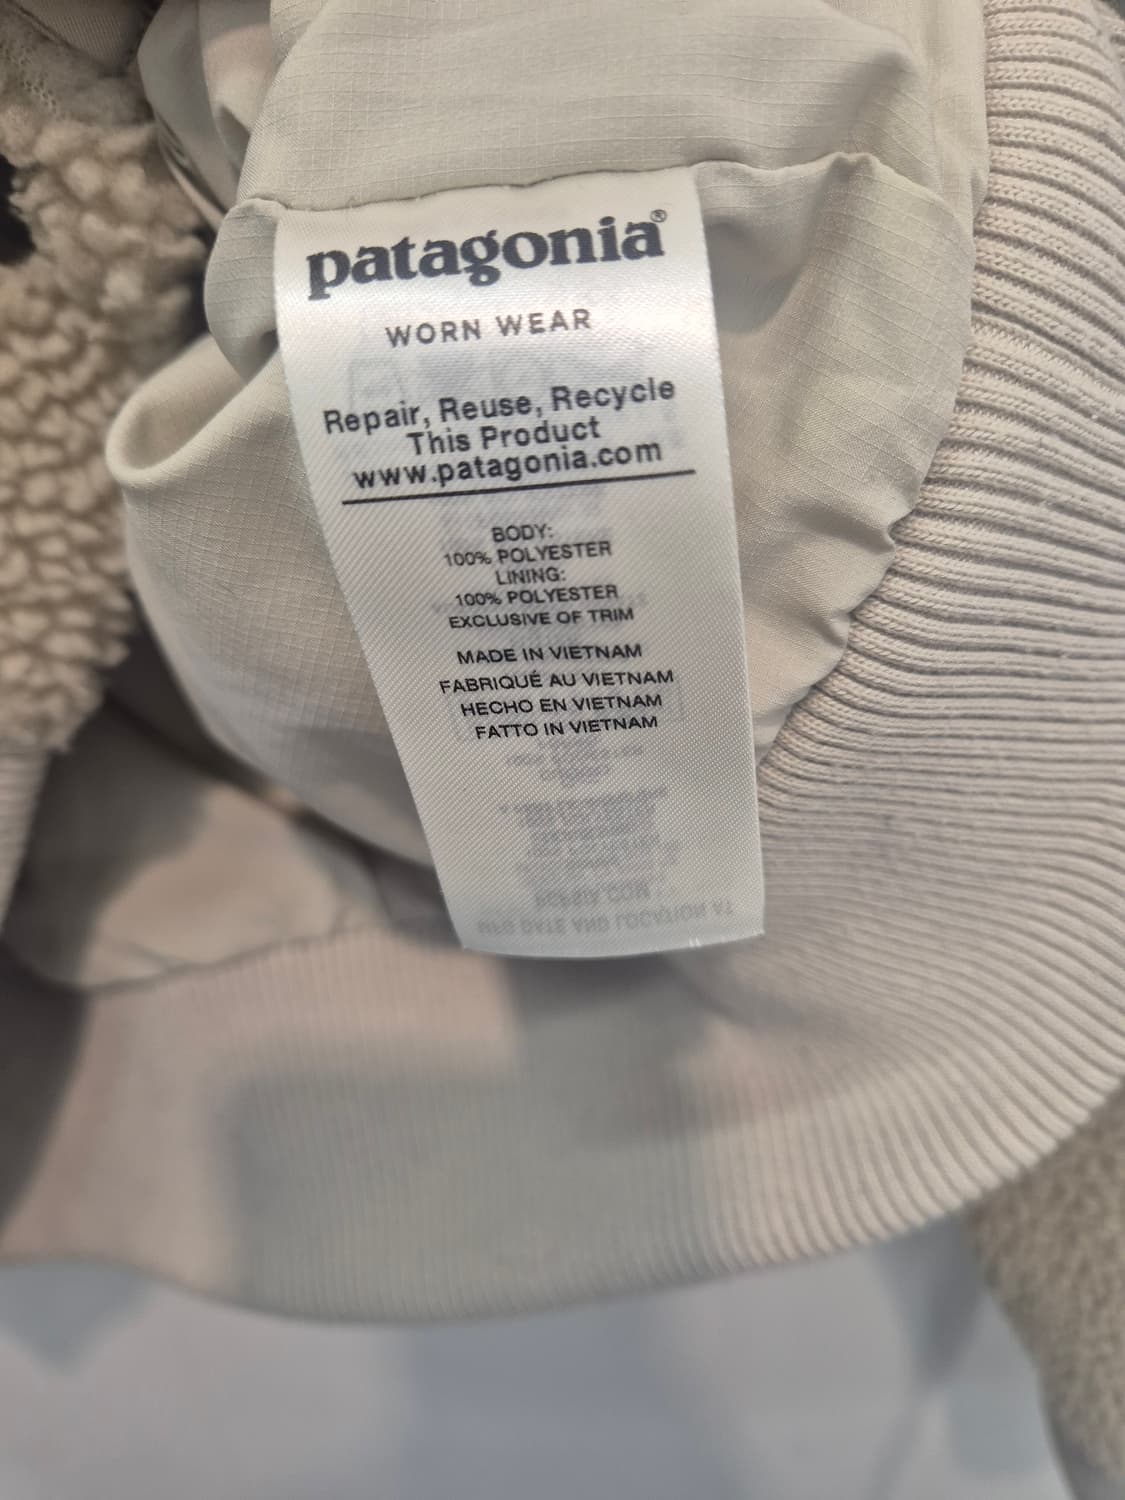 patagonia®
WORN WEAR
Repair, Reuse, Recycle
This Product
www.patagonia.com
BODY:
100% POLYESTER
LINING:
100% POLYESTER
EXCLUSIVE OF TRIM
MADE IN VIETNAM
FABRIQUÉ AU VIETNAM
HECHO EN VIETNAM
FATTO IN VIETNAM